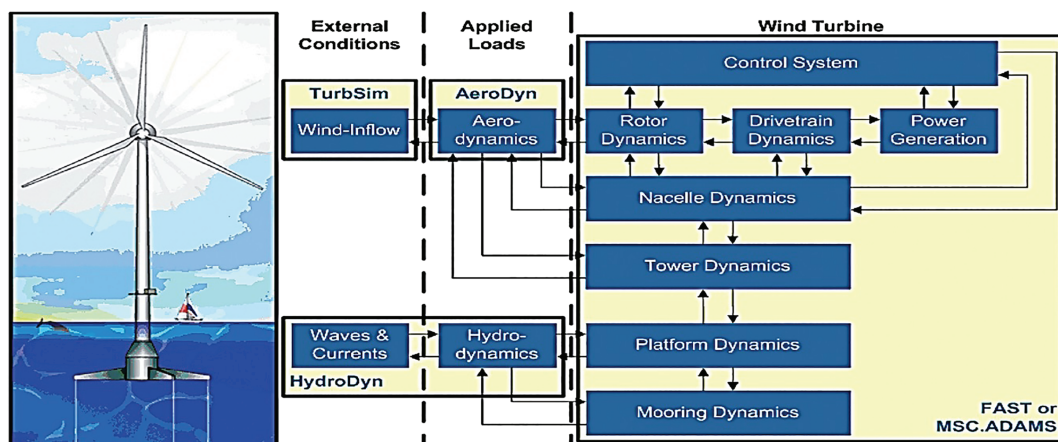 External
Conditions
Applied
Loads
Wind Turbine
TurbSim
Wind-Inflow
AeroDyn
Aero-
dynamics
Control System
Rotor
Dynamics
Drivetrain
Dynamics
Power
Generation
Nacelle Dynamics
Tower Dynamics
Waves &
Currents
HydroDyn
Hydro-
dynamics
Platform Dynamics
Mooring Dynamics
FAST or
MSC.ADAMS